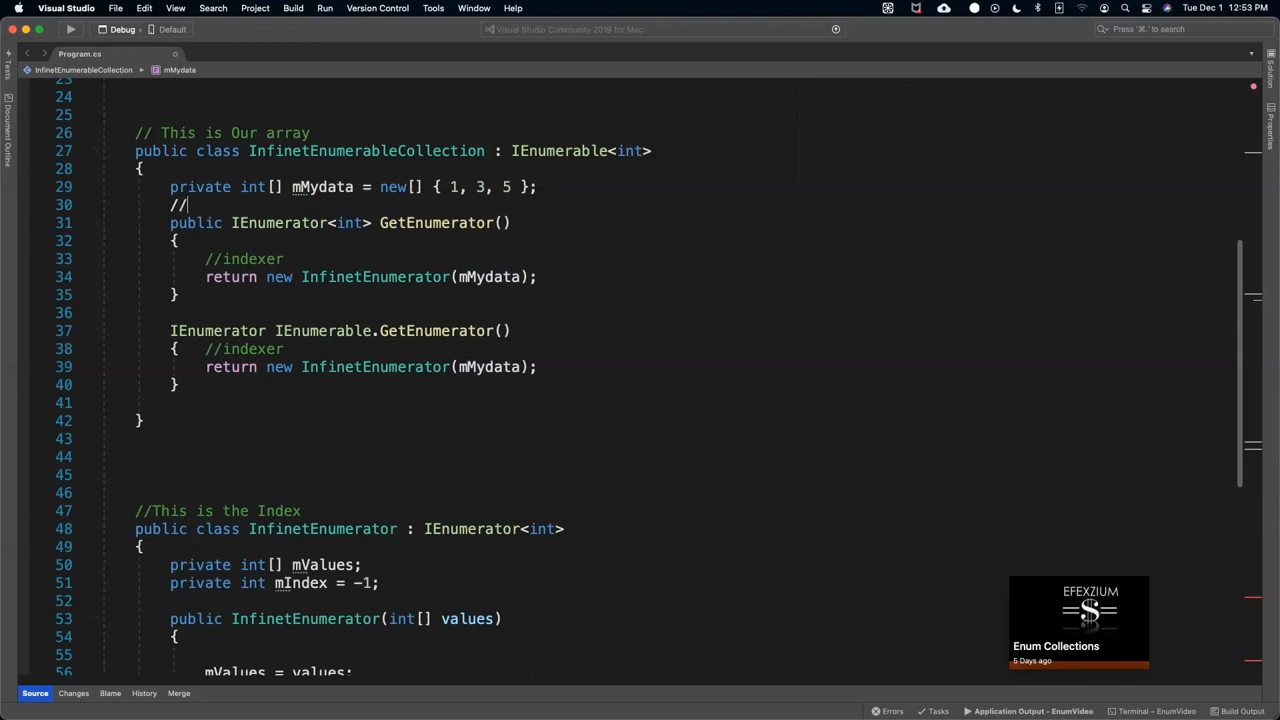 Visual Studio File Edit View Search Project Build Run Version Control Tools Window Help Tue Dec 1 12:53 PM
Debug Default Visual Studio Community 2019 for Mac Press '⌘.' to search
Program.cs
InfinetEnumerableCollection mMydata
Tests
Document Outline
Solution
Properties
23
24
25
26 // This is Our array
27 public class InfinetEnumerableCollection : IEnumerable<int>
28 {
29 private int[] mMydata = new[] { 1, 3, 5 };
30 //
31 public IEnumerator<int> GetEnumerator()
32 {
33 //indexer
34 return new InfinetEnumerator(mMydata);
35 }
36
37 IEnumerator IEnumerable.GetEnumerator()
38 { //indexer
39 return new InfinetEnumerator(mMydata);
40 }
41
42 }
43
44
45
46
47 //This is the Index
48 public class InfinetEnumerator : IEnumerator<int>
49 {
50 private int[] mValues;
51 private int mIndex = -1;
52
53 public InfinetEnumerator(int[] values)
54 {
55
56 mValues = values;
EFEXZIUM
Enum Collections
5 Days ago
Source Changes Blame History Merge
Errors Tasks Application Output - EnumVideo Terminal – EnumVideo Build Output